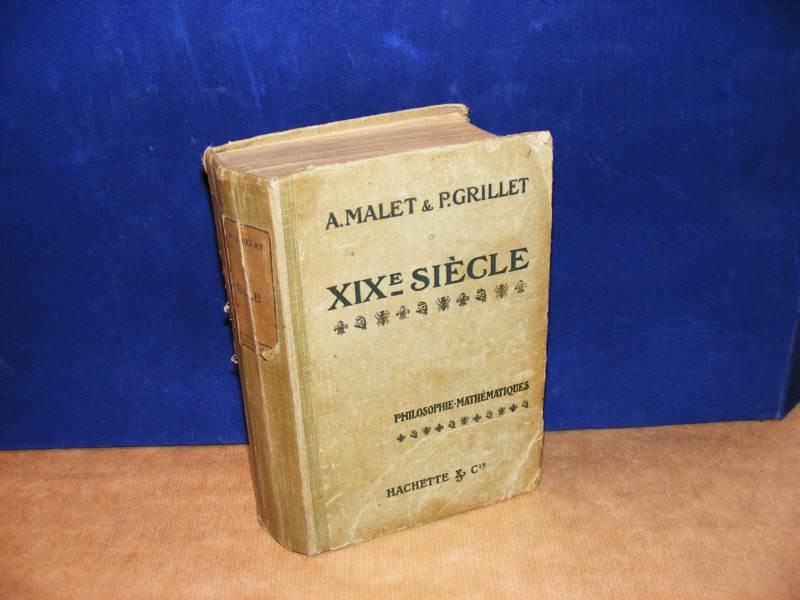 A. MALET & P. GRILLET
XIXE SIÈCLE
PHILOSOPHIE-MATHÉMATIQUES
HACHETTE & CIE